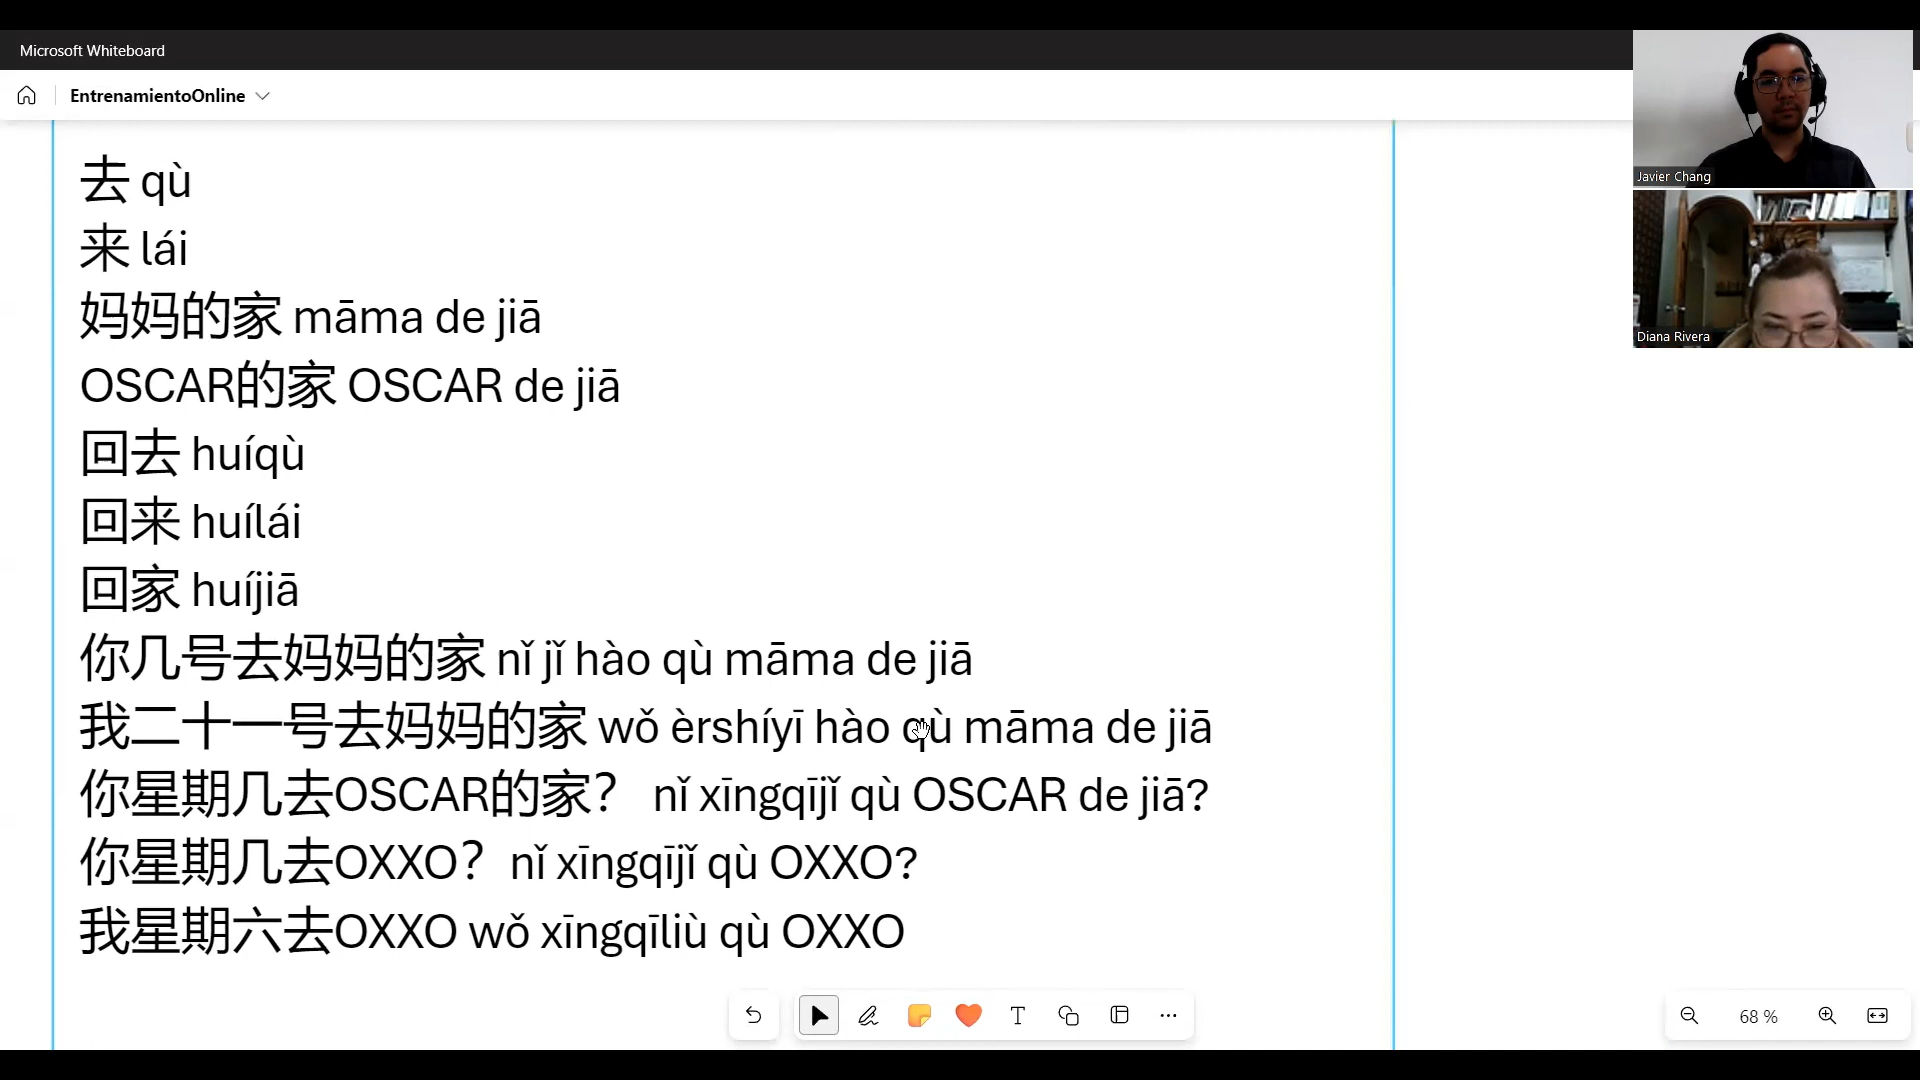 Microsoft Whiteboard
EntrenamientoOnline
去 qù
来 lái
妈妈的家 māma de jiā
OSCAR的家 OSCAR de jiā
回去 huíqù
回来 huílái
回家 huíjiā
你几号去妈妈的家 nǐ jǐ hào qù māma de jiā
我二十一号去妈妈的家 wǒ èrshíyī hào qù māma de jiā
你星期几去OSCAR的家？ nǐ xīngqījǐ qù OSCAR de jiā?
你星期几去OXXO？nǐ xīngqījǐ qù OXXO?
我星期六去OXXO wǒ xīngqīliù qù OXXO
Javier Chang
Diana Rivera
68 %